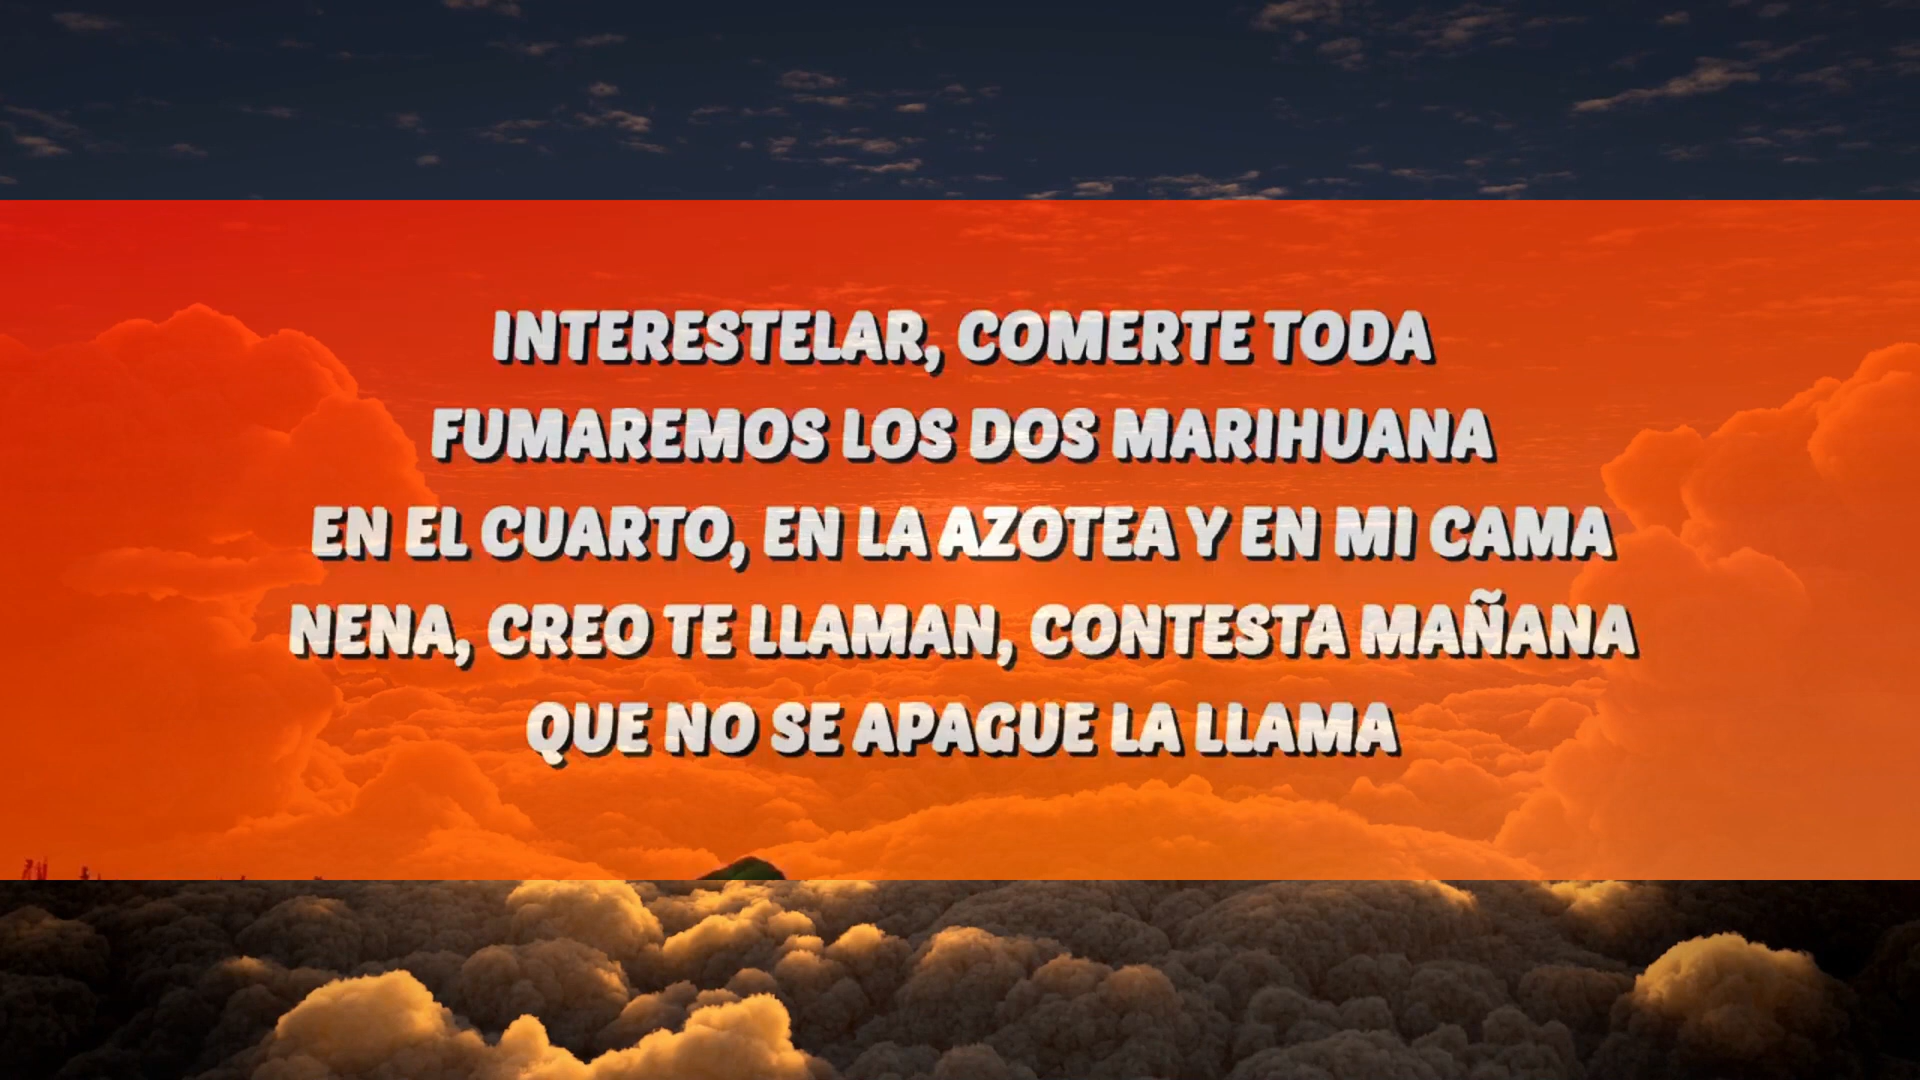 INTERESTELAR, COMERTE TODA
FUMAREMOS LOS DOS MARIHUANA
EN EL CUARTO, EN LA AZOTEA Y EN MI CAMA
NENA, CREO TE LLAMAN, CONTESTA MAÑANA
QUE NO SE APAGUE LA LLAMA